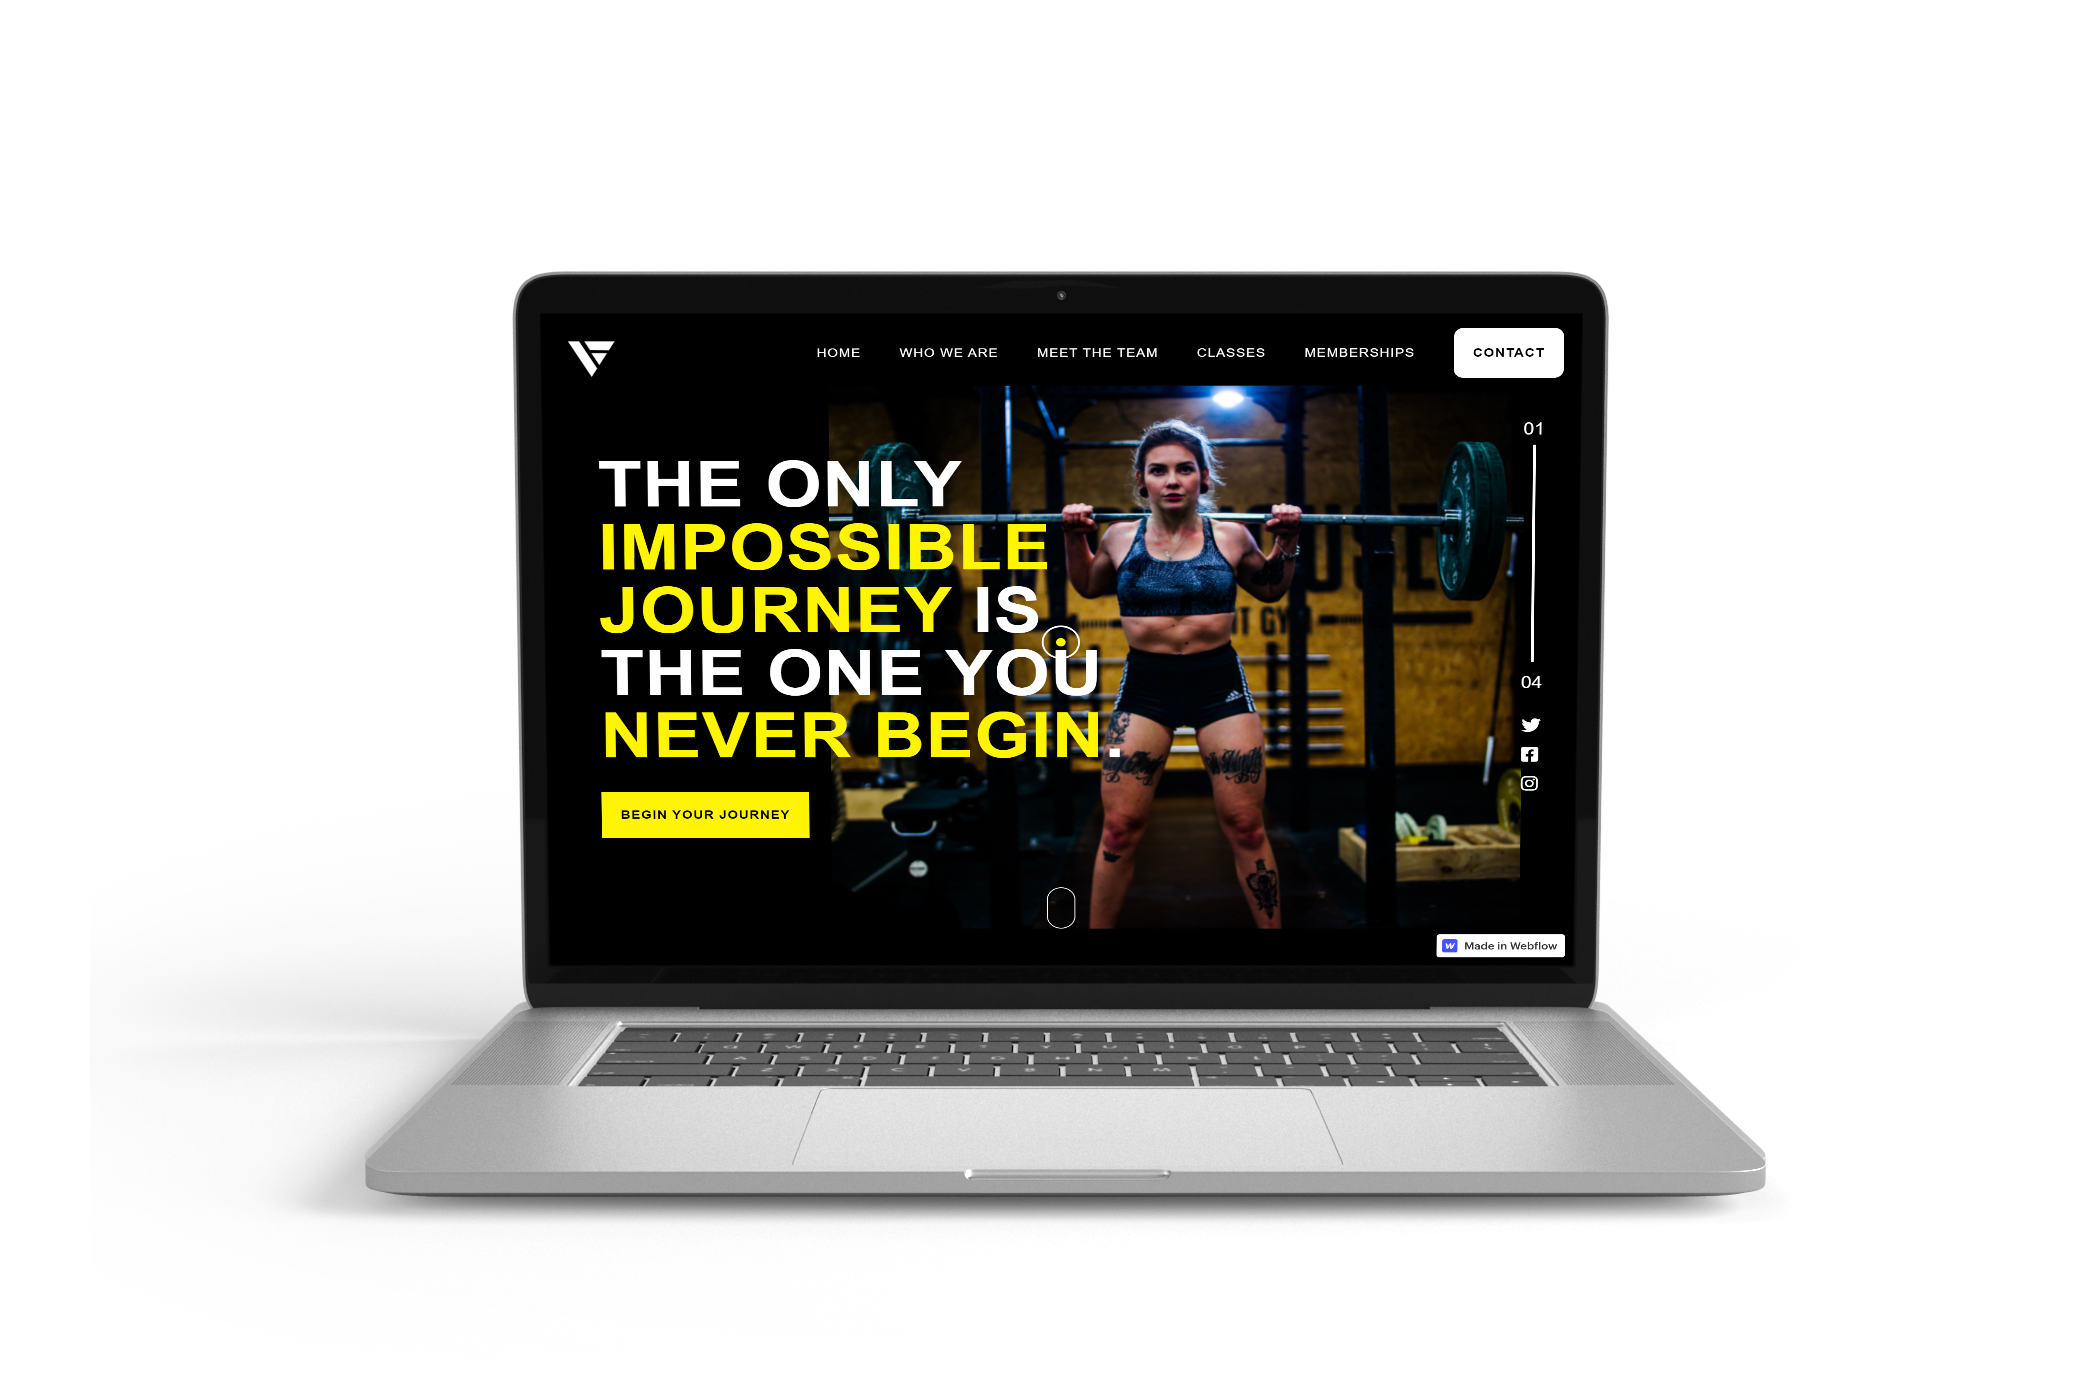 HOME WHO WE ARE MEET THE TEAM CLASSES MEMBERSHIPS CONTACT
THE ONLY
IMPOSSIBLE
JOURNEY IS
THE ONE YOU
NEVER BEGIN.
BEGIN YOUR JOURNEY
01
04
Made in Webflow